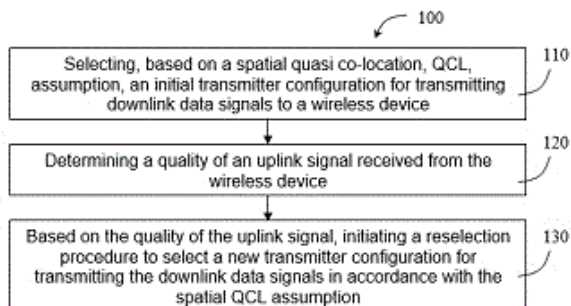 100
Selecting, based on a spatial quasi co-location, QCL,
assumption, an initial transmitter configuration for transmitting
downlink data signals to a wireless device
110
Determining a quality of an uplink signal received from the
wireless device
120
Based on the quality of the uplink signal, initiating a reselection
procedure to select a new transmitter configuration for
transmitting the downlink data signals in accordance with the
spatial QCL assumption
130